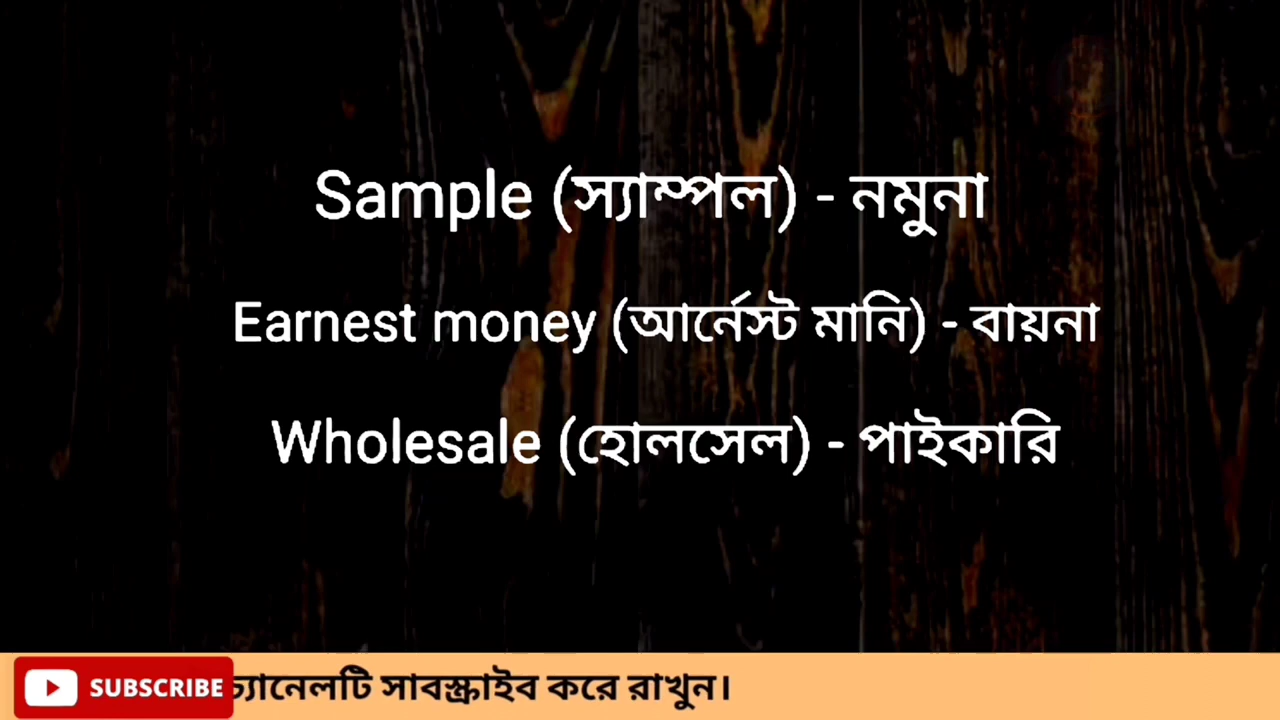 Sample (স্যাম্পল) - নমুনা
Earnest money (আর্নেস্ট মানি) - বায়না
Wholesale (হোলসেল) - পাইকারি
SUBSCRIBE চ্যানেলটি সাবস্ক্রাইব করে রাখুন।